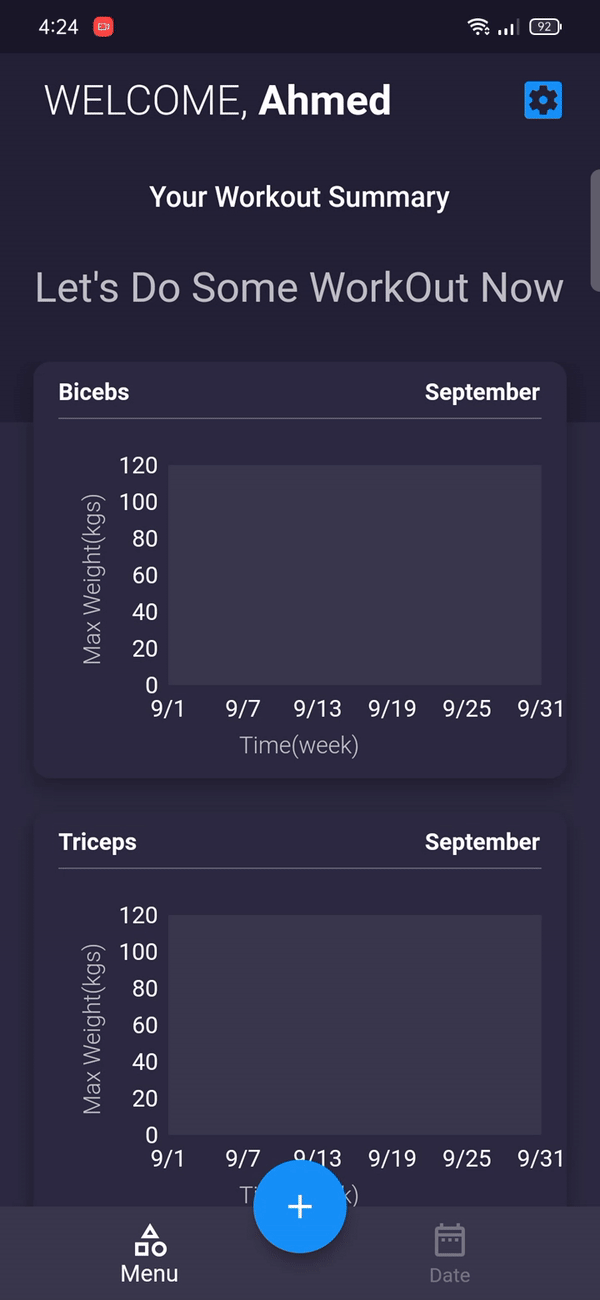 4:24
92
WELCOME, Ahmed
Your Workout Summary
Let's Do Some WorkOut Now
Bicebs September
120
100
80
60
40
20
0
Max Weight(kgs)
9/1 9/7 9/13 9/19 9/25 9/31
Time(week)
Triceps September
120
100
80
60
40
20
0
Max Weight(kgs)
9/1 9/7 9/13 9/19 9/25 9/31
+
Menu Date